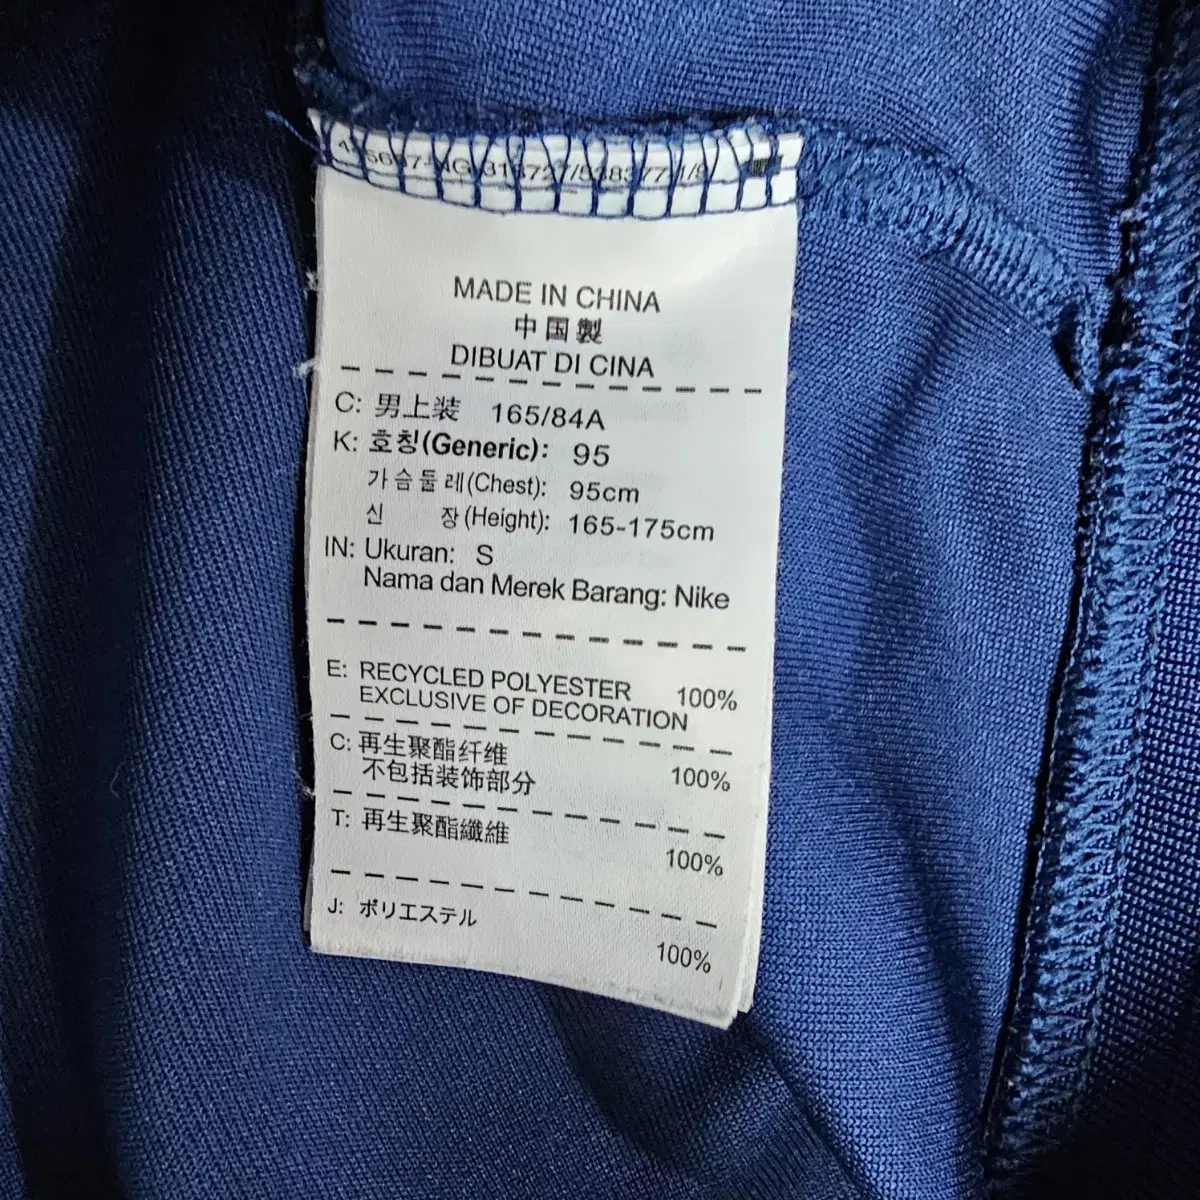 MADE IN CHINA
中国製
DIBUAT DI CINA
C: 男上装 165/84A
K: 호칭(Generic): 95
가슴둘레(Chest): 95cm
신 장(Height): 165-175cm
IN: Ukuran: S
Nama dan Merek Barang: Nike
E: RECYCLED POLYESTER 100%
EXCLUSIVE OF DECORATION
C: 再生聚酯纤维
不包括装饰部分 100%
T: 再生聚酯纖維
100%
J: ポリエステル
100%